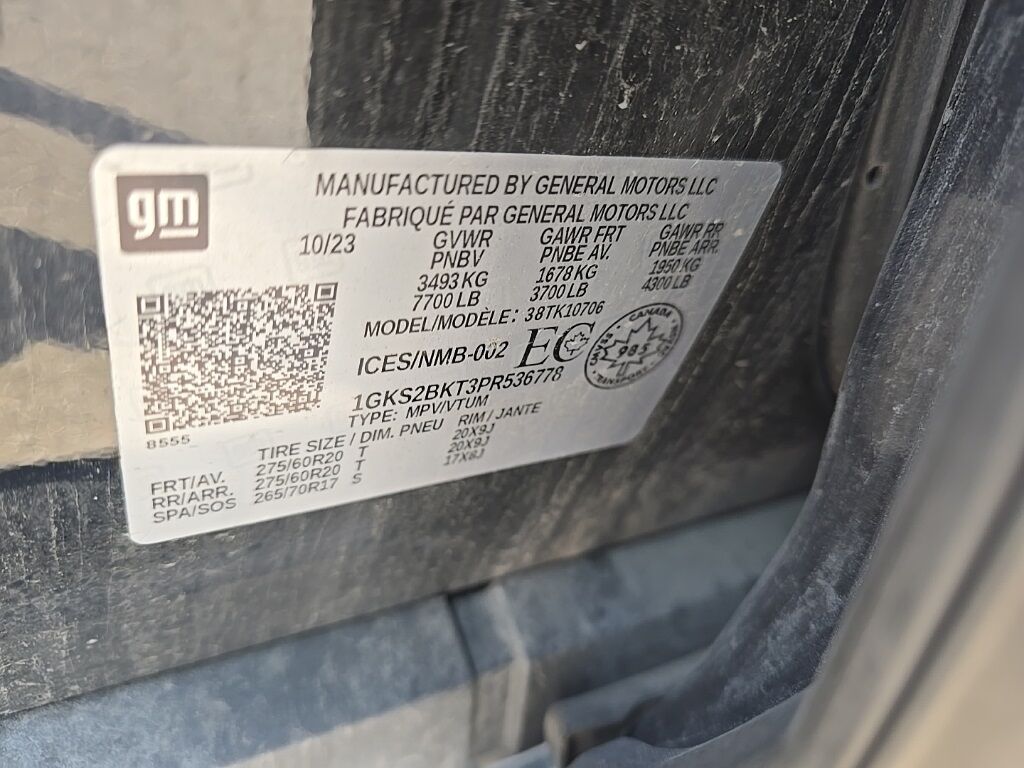 gm
MANUFACTURED BY GENERAL MOTORS LLC
FABRIQUÉ PAR GENERAL MOTORS LLC
10/23 GVWR GAWR FRT GAWR RR
PNBV PNBE AV. PNBE ARR.
3493 KG 1678 KG 1950 KG
7700 LB 3700 LB 4300 LB
MODEL/MODÈLE: 38TK10706
ICES/NMB-002 EC
CANADA
TRANSPORT
1GKS2BKT3PR536778
TYPE: MPV/VTUM
8555
TIRE SIZE / DIM. PNEU RIM / JANTE
FRT/AV. 275/60R20 T 20X9J
RR/ARR. 275/60R20 T 20X9J
SPA/SOS 265/70R17 S 17X8J